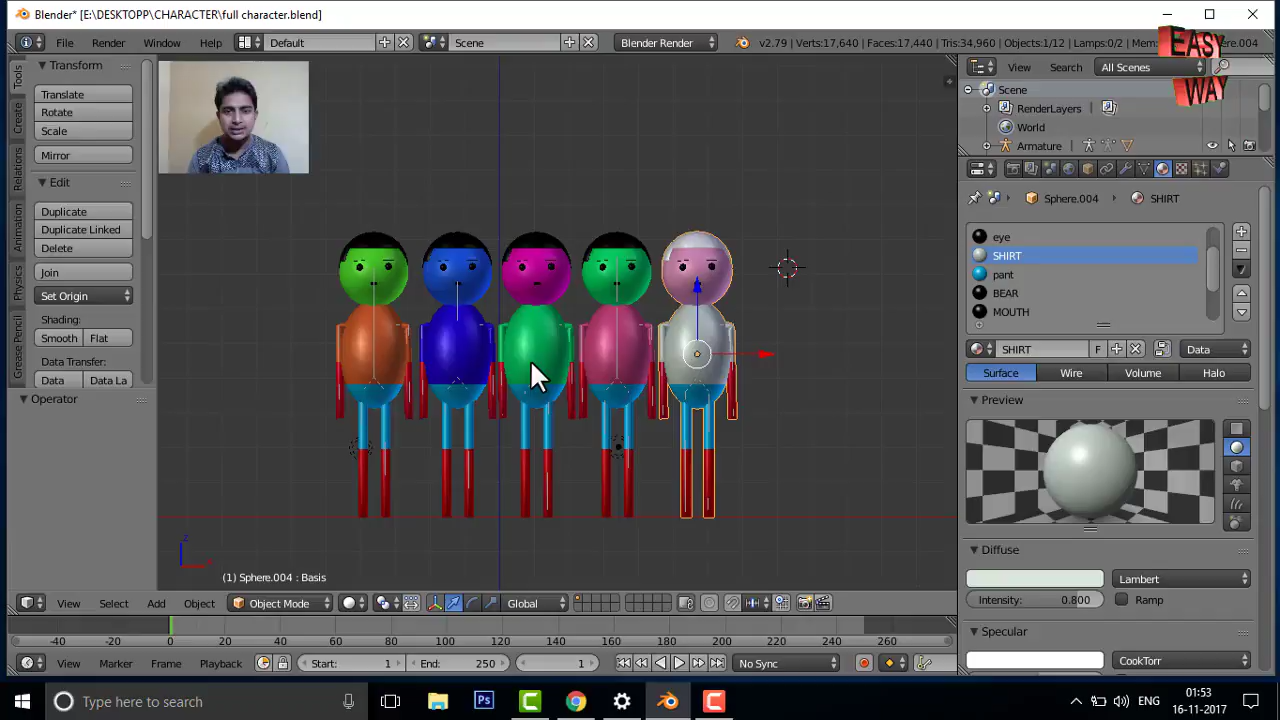 Blender* [E:\DESKTOPP\CHARACTER\full character.blend]
File Render Window Help Default Scene Blender Render v2.79 | Verts:17,640 | Faces:17,440 | Tris:34,960 | Objects:1/12 | Lamps:0/2 | Mem: .004
EASY
WAY
Tools
Create
Relations
Animation
Physics
Grease Pencil
Transform
Translate
Rotate
Scale
Mirror
Edit
Duplicate
Duplicate Linked
Delete
Join
Set Origin
Shading:
Smooth Flat
Data Transfer:
Data Data La
Operator
z
(1) Sphere.004 : Basis
View Search All Scenes
Scene
RenderLayers
World
Armature
Sphere.004 SHIRT
eye
SHIRT
pant
BEAR
MOUTH
SHIRT F Data
Surface Wire Volume Halo
Preview
Diffuse
Lambert
Intensity: 0.800 Ramp
Specular
CookTorr
View Select Add Object Object Mode Global
-40 -20 0 20 40 60 80 100 120 140 160 180 200 220 240 260
View Marker Frame Playback Start: 1 End: 250 1 No Sync
Type here to search
ENG
01:53
16-11-2017